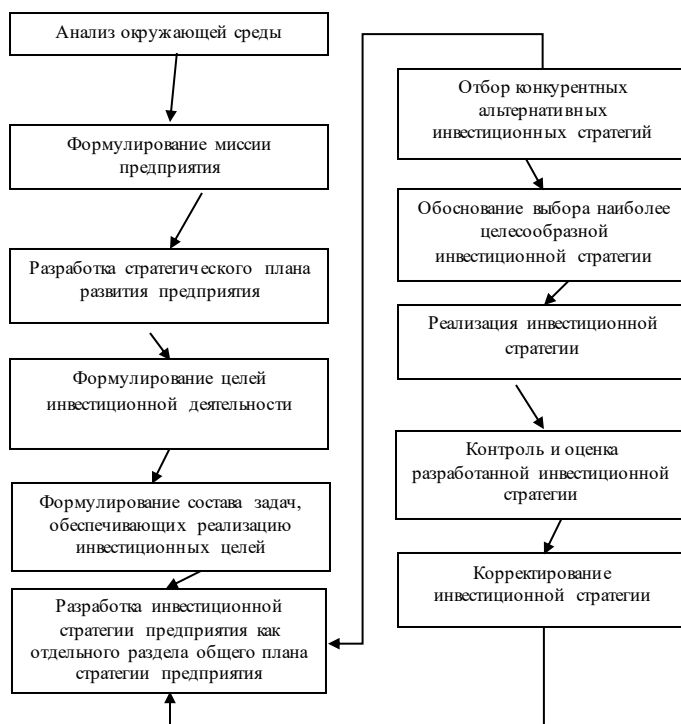 Анализ окружающей среды
Формулирование миссии
предприятия
Разработка стратегического плана
развития предприятия
Формулирование целей
инвестиционной деятельности
Формулирование состава задач,
обеспечивающих реализацию
инвестиционных целей
Разработка инвестиционной
стратегии предприятия как
отдельного раздела общего плана
стратегии предприятия
Отбор конкурентных
альтернативных
инвестиционных стратегий
Обоснование выбора наиболее
целесообразной
инвестиционной стратегии
Реализация инвестиционной
стратегии
Контроль и оценка
разработанной инвестиционной
стратегии
Корректирование
инвестиционной стратегии